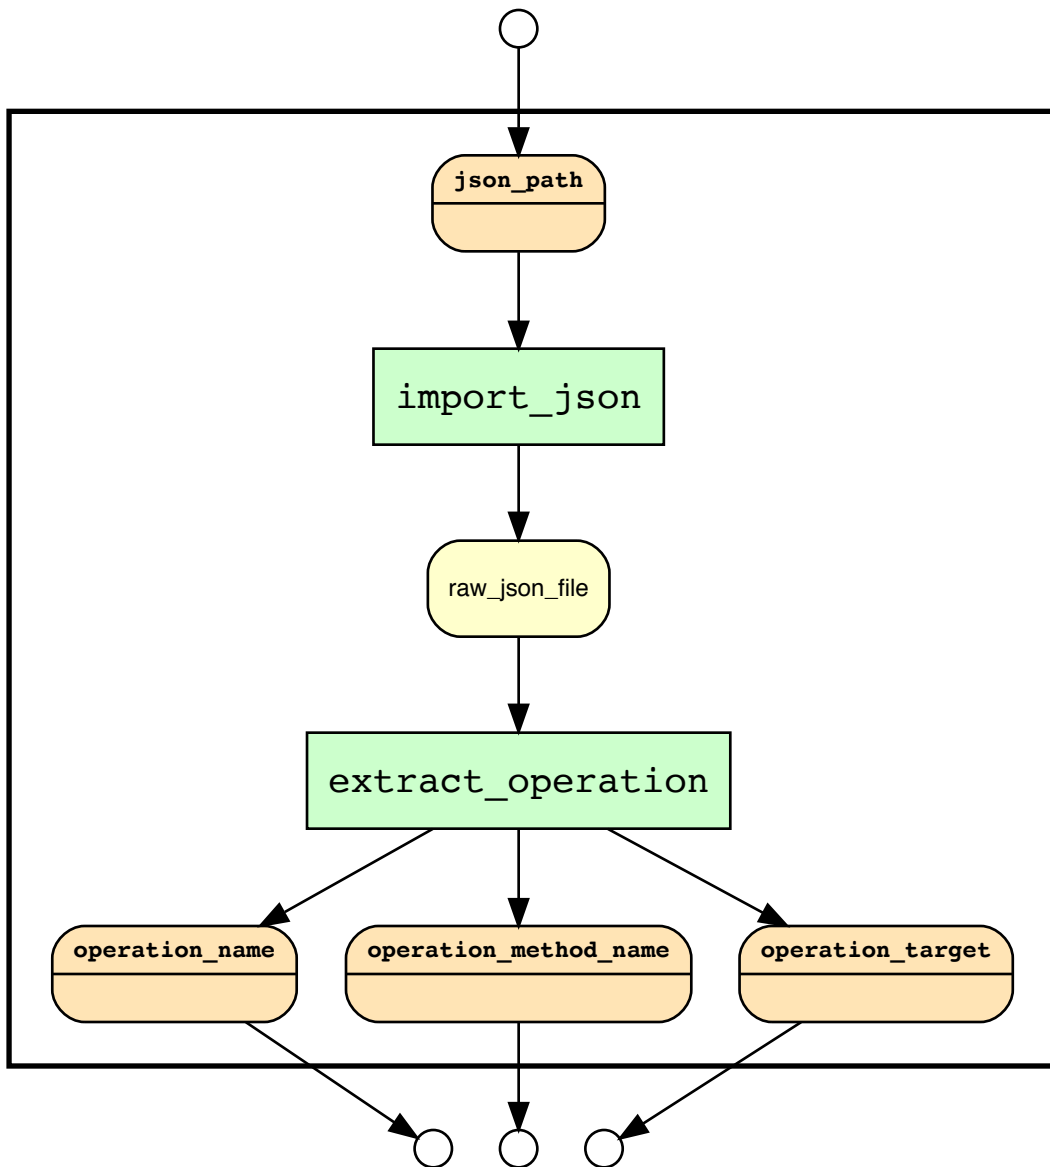 json_path
import_json
raw_json_file
extract_operation
operation_name
operation_method_name
operation_target